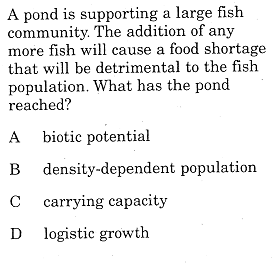 A pond is supporting a large fish
community. The addition of any
more fish will cause a food shortage
that will be detrimental to the fish
population. What has the pond
reached?
A biotic potential
B density-dependent population
C carrying capacity
D logistic growth